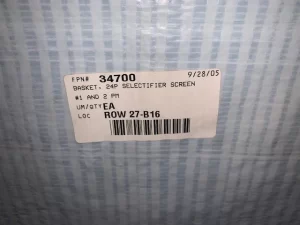 EPN# 34700 9/28/05
BASKET, 24P SELECTIFIER SCREEN
#1 AND 2 PM
UM/QTY EA
LOC ROW 27-B16